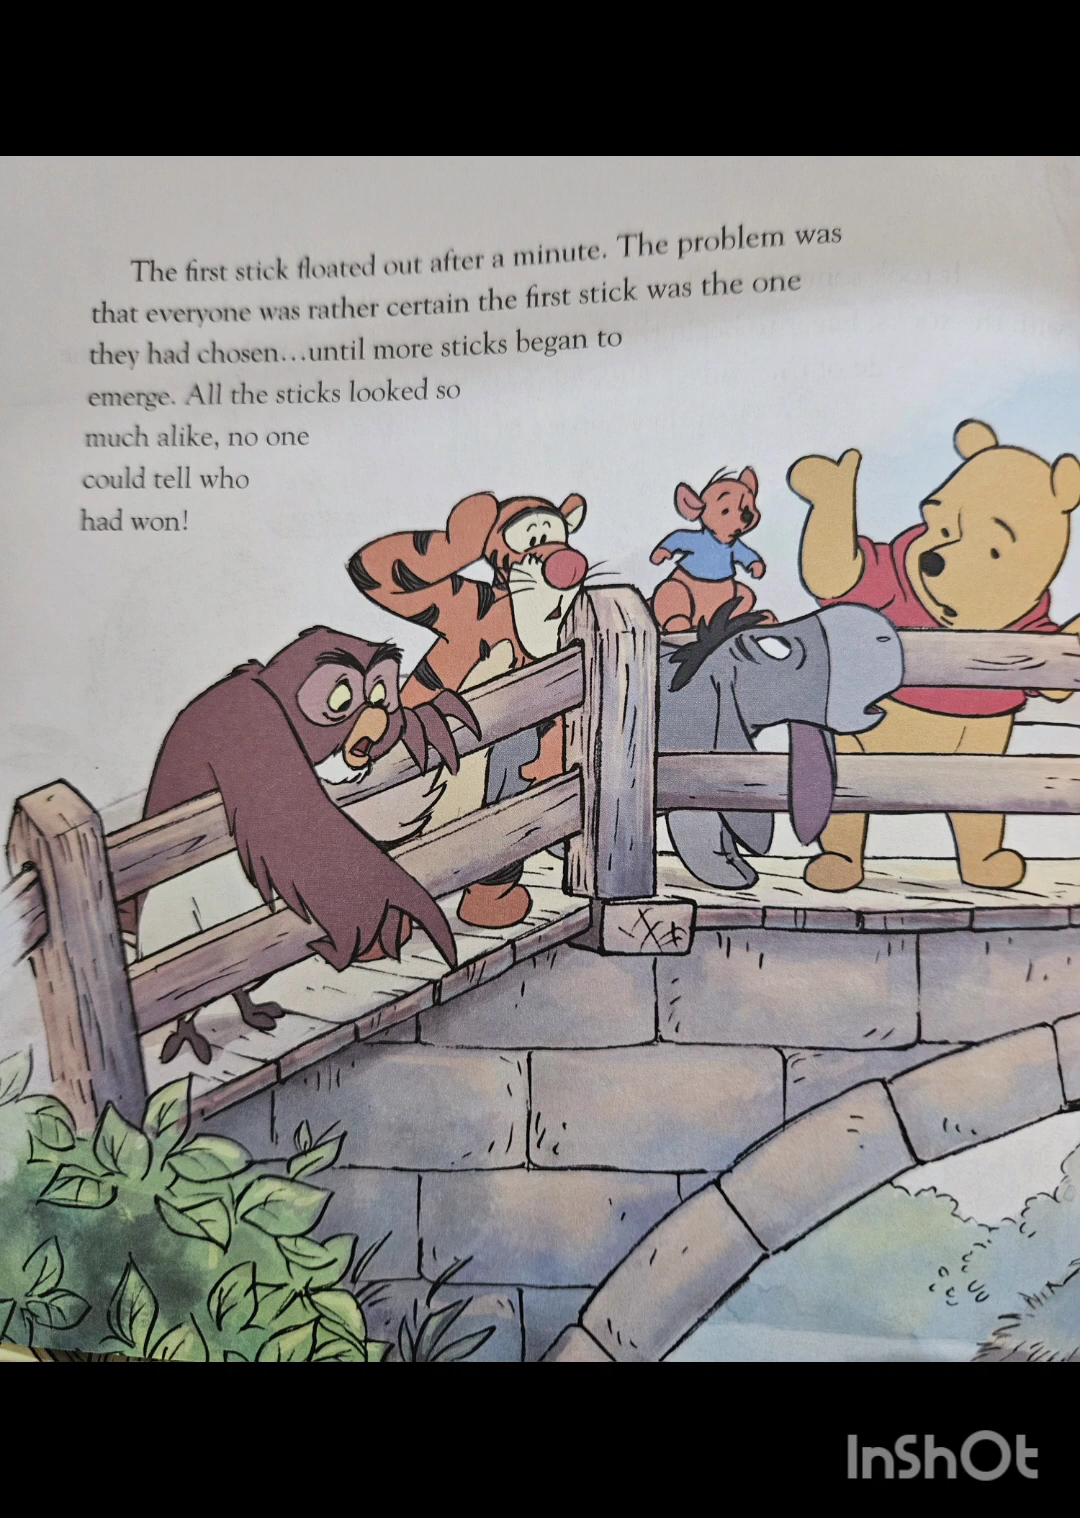 The first stick floated out after a minute. The problem was
that everyone was rather certain the first stick was the one
they had chosen...until more sticks began to
emerge. All the sticks looked so
much alike, no one
could tell who
had won!
InShOt